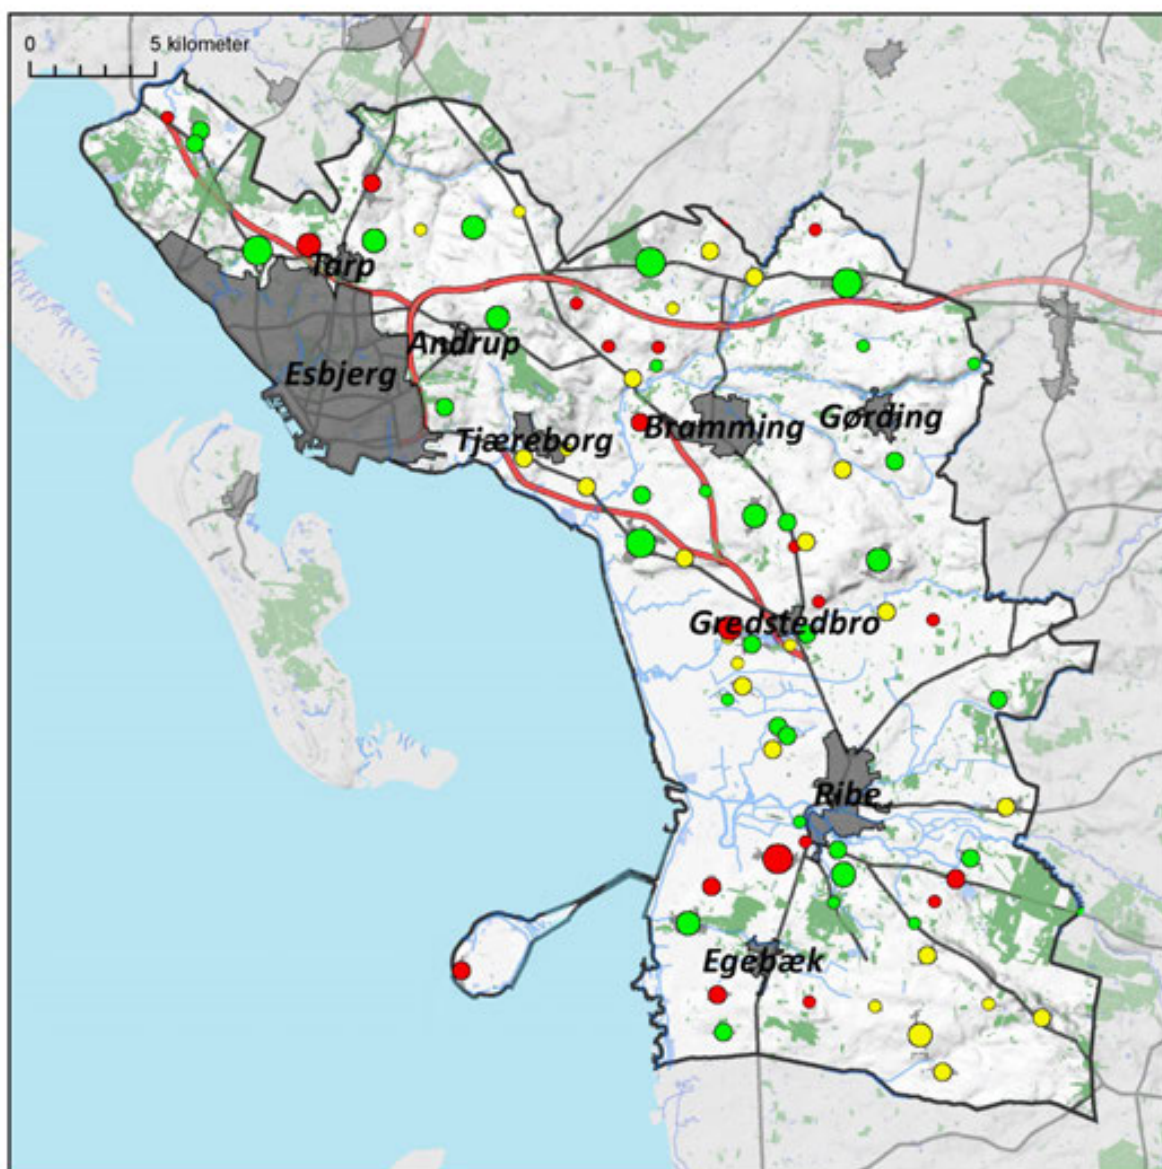 0 5 kilometer
Tarp
Andrup
Esbjerg
Gørding
Bramming
Tjæreborg
Gredstedbro
Ribe
Egebæk